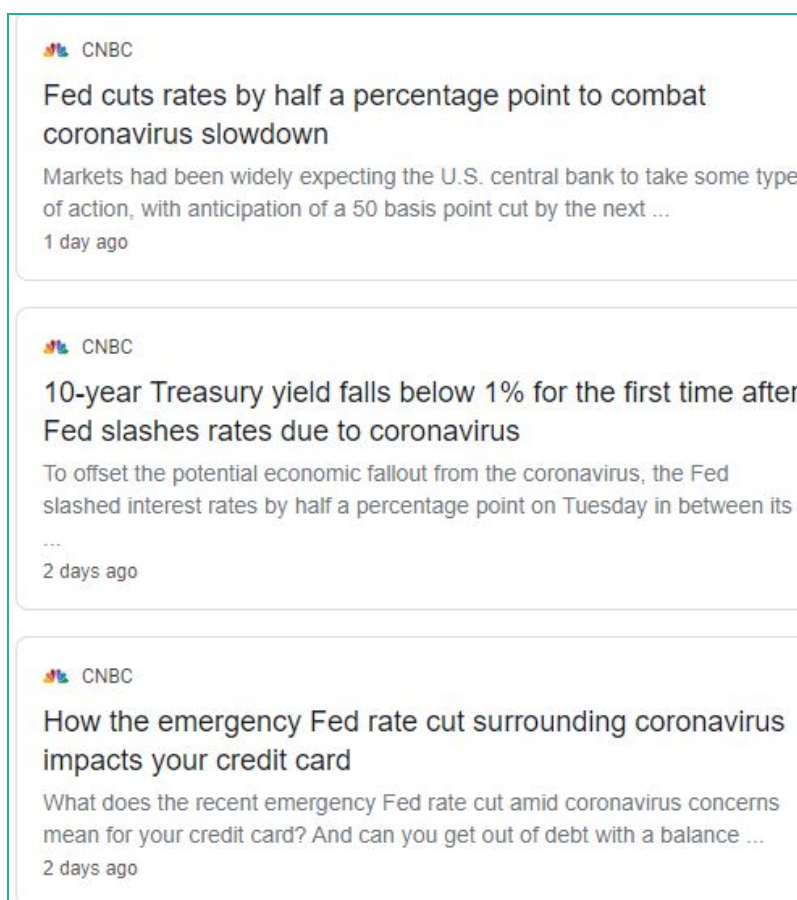 CNBC
Fed cuts rates by half a percentage point to combat
coronavirus slowdown
Markets had been widely expecting the U.S. central bank to take some type
of action, with anticipation of a 50 basis point cut by the next ...
1 day ago
CNBC
10-year Treasury yield falls below 1% for the first time after
Fed slashes rates due to coronavirus
To offset the potential economic fallout from the coronavirus, the Fed
slashed interest rates by half a percentage point on Tuesday in between its
...
2 days ago
CNBC
How the emergency Fed rate cut surrounding coronavirus
impacts your credit card
What does the recent emergency Fed rate cut amid coronavirus concerns
mean for your credit card? And can you get out of debt with a balance ...
2 days ago